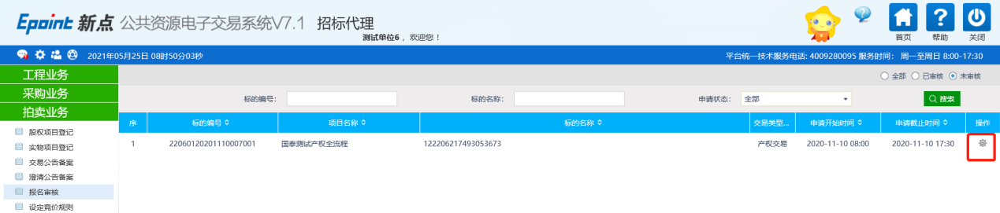 Epoint 新点 公共资源电子交易系统V7.1 招标代理
测试单位6 ，欢迎您！
首页 帮助 关闭
2021年05月25日 08时50分03秒 平台统一技术服务电话: 4009280095 服务时间： 周一至周日 8:00-17:30
工程业务
采购业务
拍卖业务
股权项目登记
实物项目登记
交易公告备案
澄清公告备案
报名审核
设定竞价规则
全部 已审核 未审核
标的编号： 标的名称： 申请状态： 全部 搜索
序 标的编号 项目名称 标的名称 交易类型... 申请开始时间 申请截止时间 操作
1 22060120201110007001 国泰测试产权全流程 122206217493053673 产权交易 2020-11-10 08:00 2020-11-10 17:30